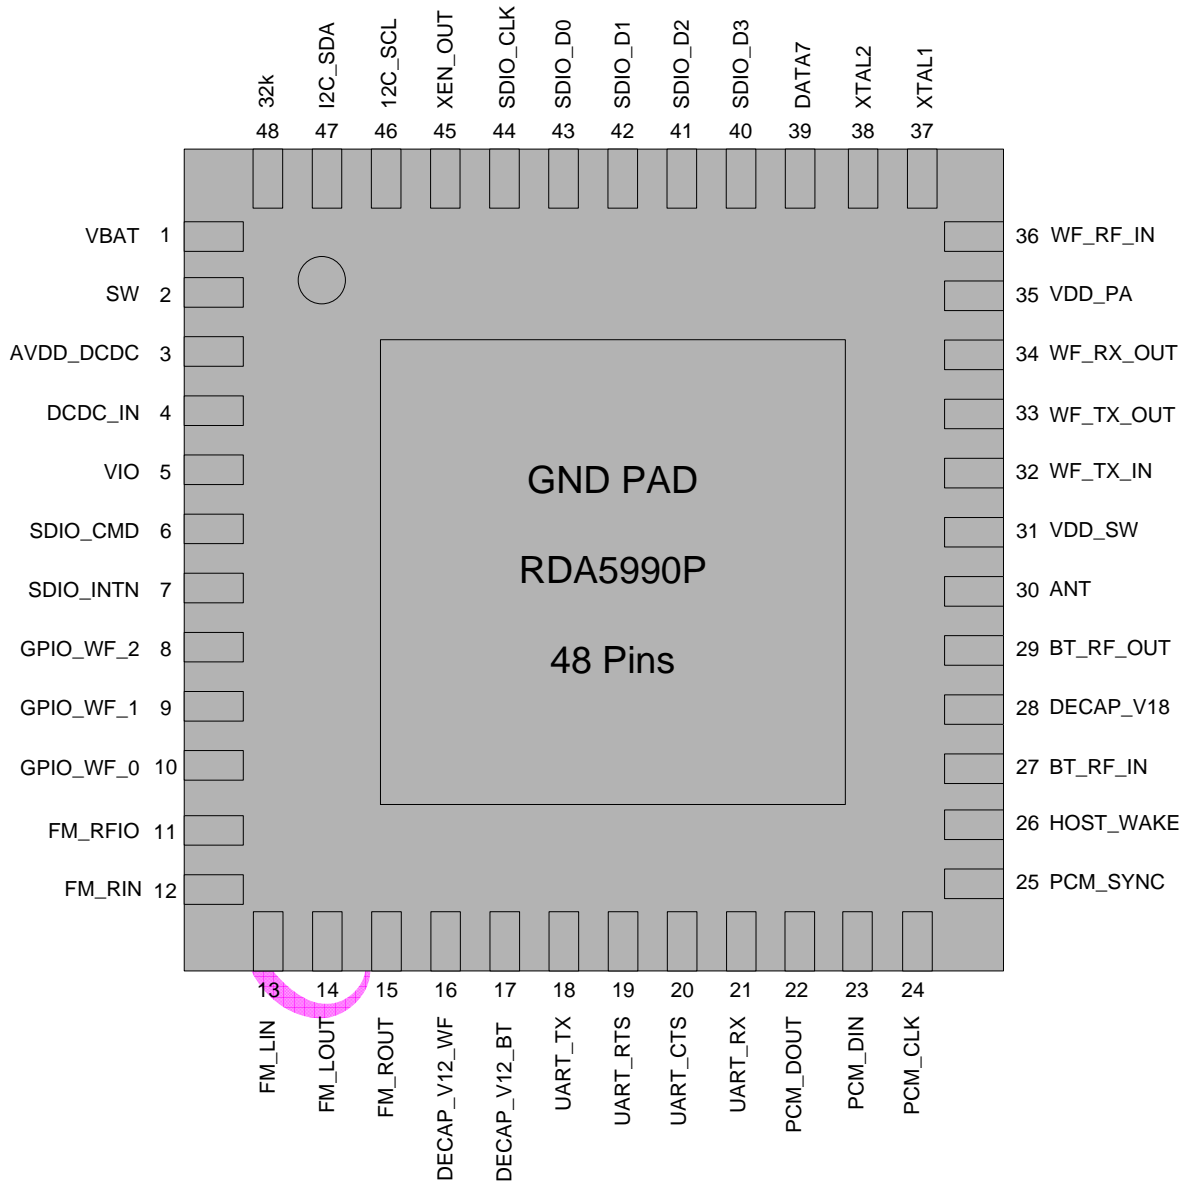 32k
I2C_SDA
12C_SCL
XEN_OUT
SDIO_CLK
SDIO_D0
SDIO_D1
SDIO_D2
SDIO_D3
DATA7
XTAL2
XTAL1
48 47 46 45 44 43 42 41 40 39 38 37
VBAT 1
SW 2
AVDD_DCDC 3
DCDC_IN 4
VIO 5
SDIO_CMD 6
SDIO_INTN 7
GPIO_WF_2 8
GPIO_WF_1 9
GPIO_WF_0 10
FM_RFIO 11
FM_RIN 12
GND PAD
RDA5990P
48 Pins
36 WF_RF_IN
35 VDD_PA
34 WF_RX_OUT
33 WF_TX_OUT
32 WF_TX_IN
31 VDD_SW
30 ANT
29 BT_RF_OUT
28 DECAP_V18
27 BT_RF_IN
26 HOST_WAKE
25 PCM_SYNC
13 14 15 16 17 18 19 20 21 22 23 24
FM_LIN
FM_LOUT
FM_ROUT
DECAP_V12_WF
DECAP_V12_BT
UART_TX
UART_RTS
UART_CTS
UART_RX
PCM_DOUT
PCM_DIN
PCM_CLK